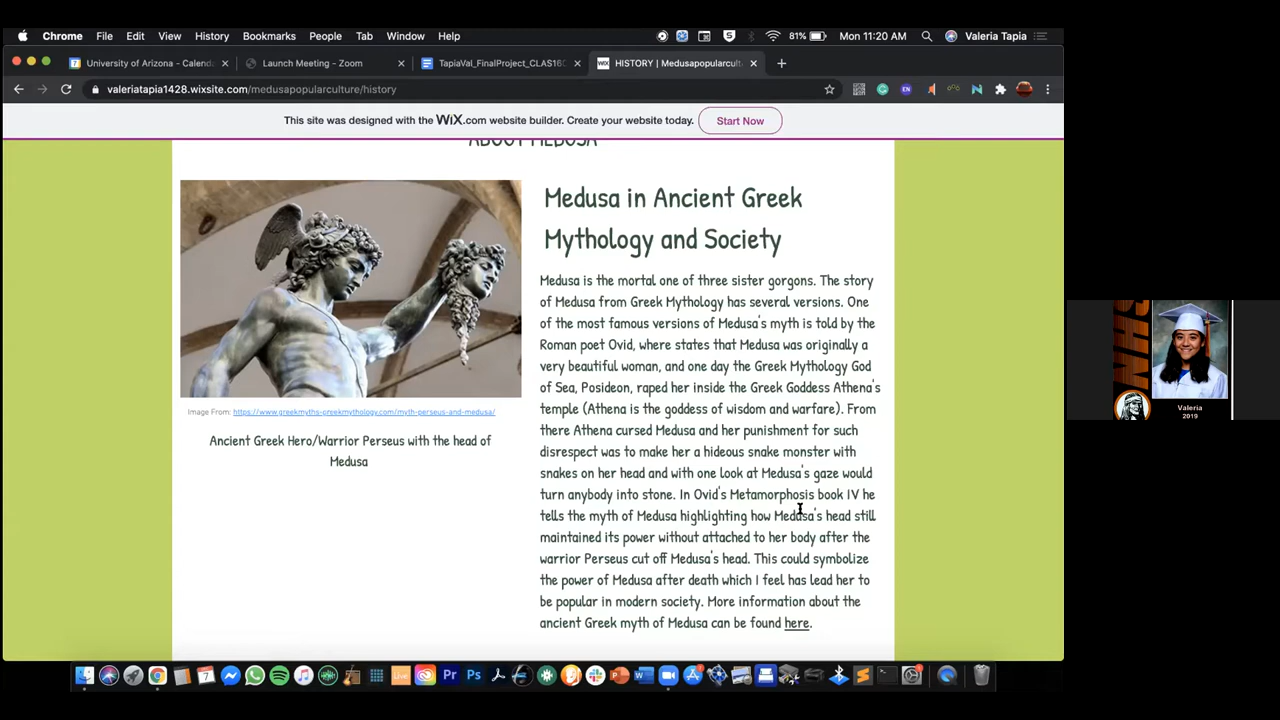 Chrome File Edit View History Bookmarks People Tab Window Help 81% Mon 11:20 AM Valeria Tapia
University of Arizona - Calenda Launch Meeting - Zoom TapiaVal_FinalProject_CLAS160 HISTORY | Medusapopularcultu
valeriatapia1428.wixsite.com/medusapopularculture/history
This site was designed with the WiX.com website builder. Create your website today. Start Now
ABOUT MEDUSA
Medusa in Ancient Greek
Mythology and Society
Medusa is the mortal one of three sister gorgons. The story
of Medusa from Greek Mythology has several versions. One
of the most famous versions of Medusa's myth is told by the
Roman poet Ovid, where states that Medusa was originally a
very beautiful woman, and one day the Greek Mythology God
of Sea, Posideon, raped her inside the Greek Goddess Athena's
temple (Athena is the goddess of wisdom and warfare). From
there Athena cursed Medusa and her punishment for such
disrespect was to make her a hideous snake monster with
snakes on her head and with one look at Medusa's gaze would
turn anybody into stone. In Ovid's Metamorphosis book IV he
tells the myth of Medusa highlighting how Medusa's head still
maintained its power without attached to her body after the
warrior Perseus cut off Medusa's head. This could symbolize
the power of Medusa after death which I feel has lead her to
be popular in modern society. More information about the
ancient Greek myth of Medusa can be found here.
Image From: https://www.greekmyths-greekmythology.com/myth-perseus-and-medusa/
Ancient Greek Hero/Warrior Perseus with the head of
Medusa
Valeria
2019